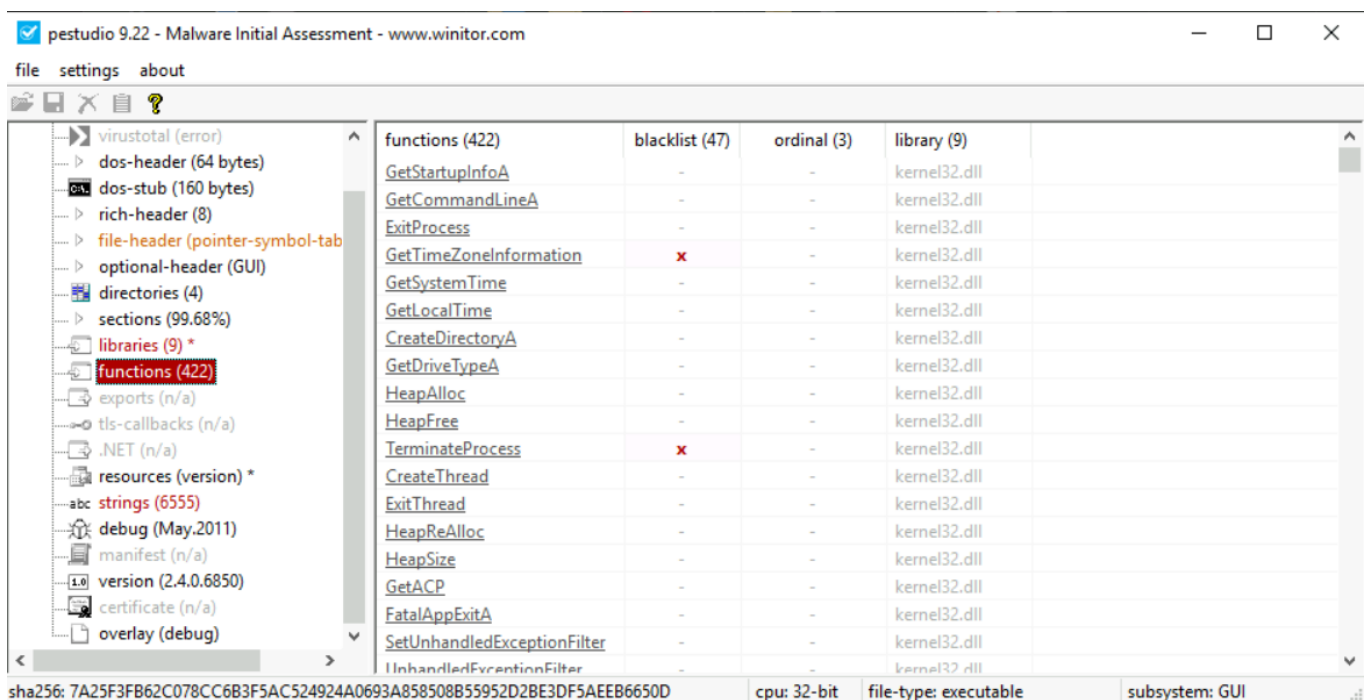 pestudio 9.22 - Malware Initial Assessment - www.winitor.com
file settings about
virustotal (error)
dos-header (64 bytes)
dos-stub (160 bytes)
rich-header (8)
file-header (pointer-symbol-tab
optional-header (GUI)
directories (4)
sections (99.68%)
libraries (9) *
functions (422)
exports (n/a)
tls-callbacks (n/a)
.NET (n/a)
resources (version) *
abc strings (6555)
debug (May.2011)
manifest (n/a)
1.0 version (2.4.0.6850)
certificate (n/a)
overlay (debug)
functions (422) blacklist (47) ordinal (3) library (9)
GetStartupInfoA - - kernel32.dll
GetCommandLineA - - kernel32.dll
ExitProcess - - kernel32.dll
GetTimeZoneInformation x - kernel32.dll
GetSystemTime - - kernel32.dll
GetLocalTime - - kernel32.dll
CreateDirectoryA - - kernel32.dll
GetDriveTypeA - - kernel32.dll
HeapAlloc - - kernel32.dll
HeapFree - - kernel32.dll
TerminateProcess x - kernel32.dll
CreateThread - - kernel32.dll
ExitThread - - kernel32.dll
HeapReAlloc - - kernel32.dll
HeapSize - - kernel32.dll
GetACP - - kernel32.dll
FatalAppExitA - - kernel32.dll
SetUnhandledExceptionFilter - - kernel32.dll
UnhandledExceptionFilter - - kernel32.dll
sha256: 7A25F3FB62C078CC6B3F5AC524924A0693A858508B55952D2BE3DF5AEEB6650D cpu: 32-bit file-type: executable subsystem: GUI